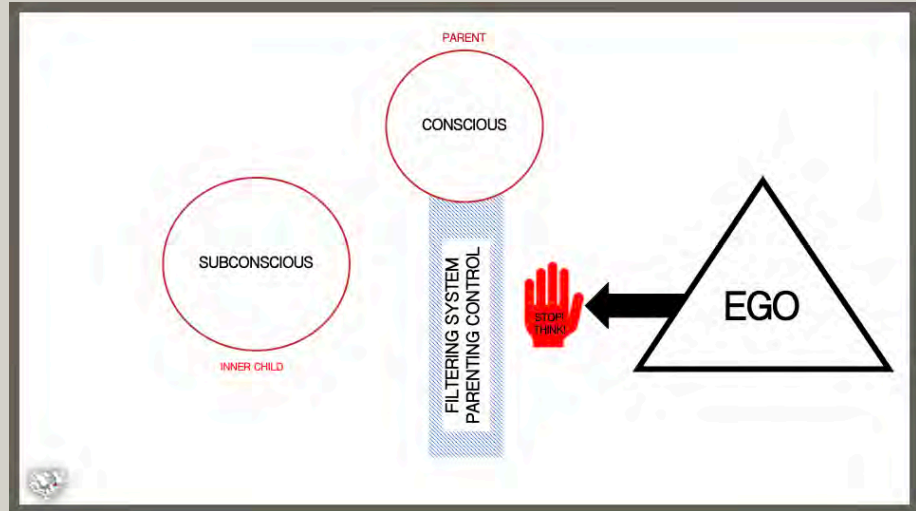 PARENT
CONSCIOUS
SUBCONSCIOUS
INNER CHILD
FILTERING SYSTEM
PARENTING CONTROL
STOP!
THINK!
EGO